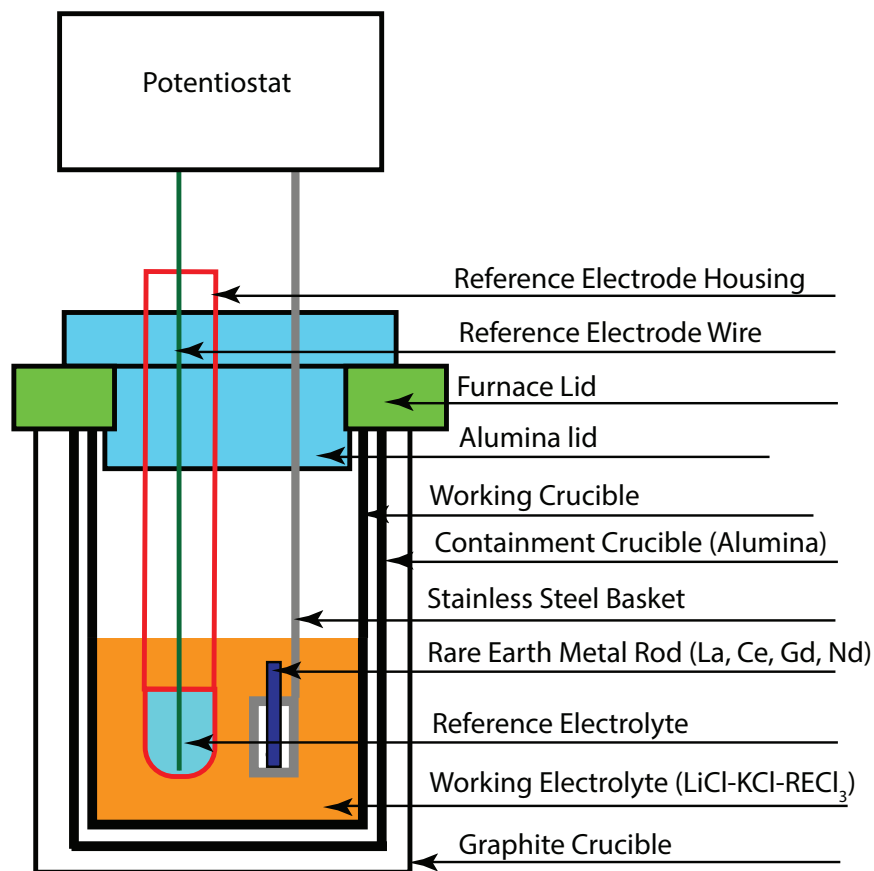 Potentiostat
Reference Electrode Housing
Reference Electrode Wire
Furnace Lid
Alumina lid
Working Crucible
Containment Crucible (Alumina)
Stainless Steel Basket
Rare Earth Metal Rod (La, Ce, Gd, Nd)
Reference Electrolyte
Working Electrolyte (LiCl-KCl-RECl₃)
Graphite Crucible